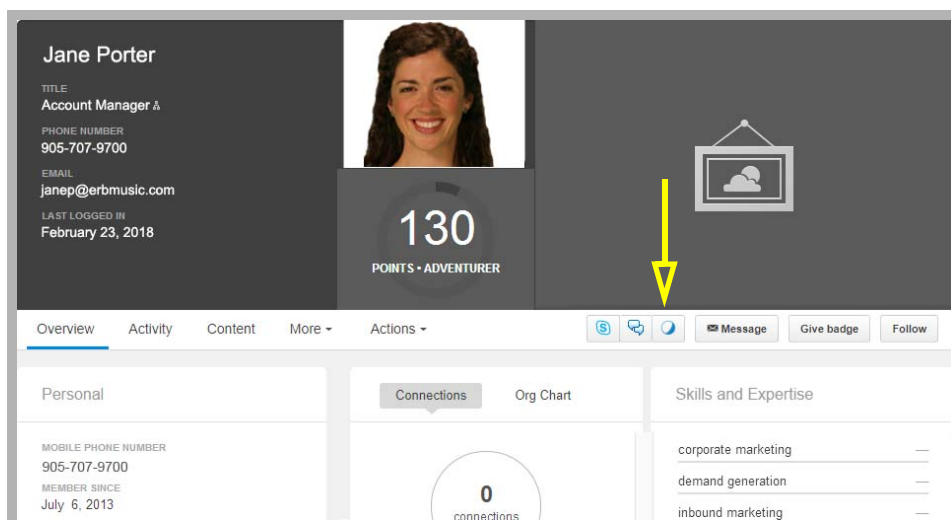 Jane Porter
TITLE
Account Manager
PHONE NUMBER
905-707-9700
EMAIL
janep@erbmusic.com
LAST LOGGED IN
February 23, 2018
130
POINTS • ADVENTURER
Overview Activity Content More Actions
S Message Give badge Follow
Personal
MOBILE PHONE NUMBER
905-707-9700
MEMBER SINCE
July 6, 2013
Connections Org Chart
0
connections
Skills and Expertise
corporate marketing —
demand generation —
inbound marketing —